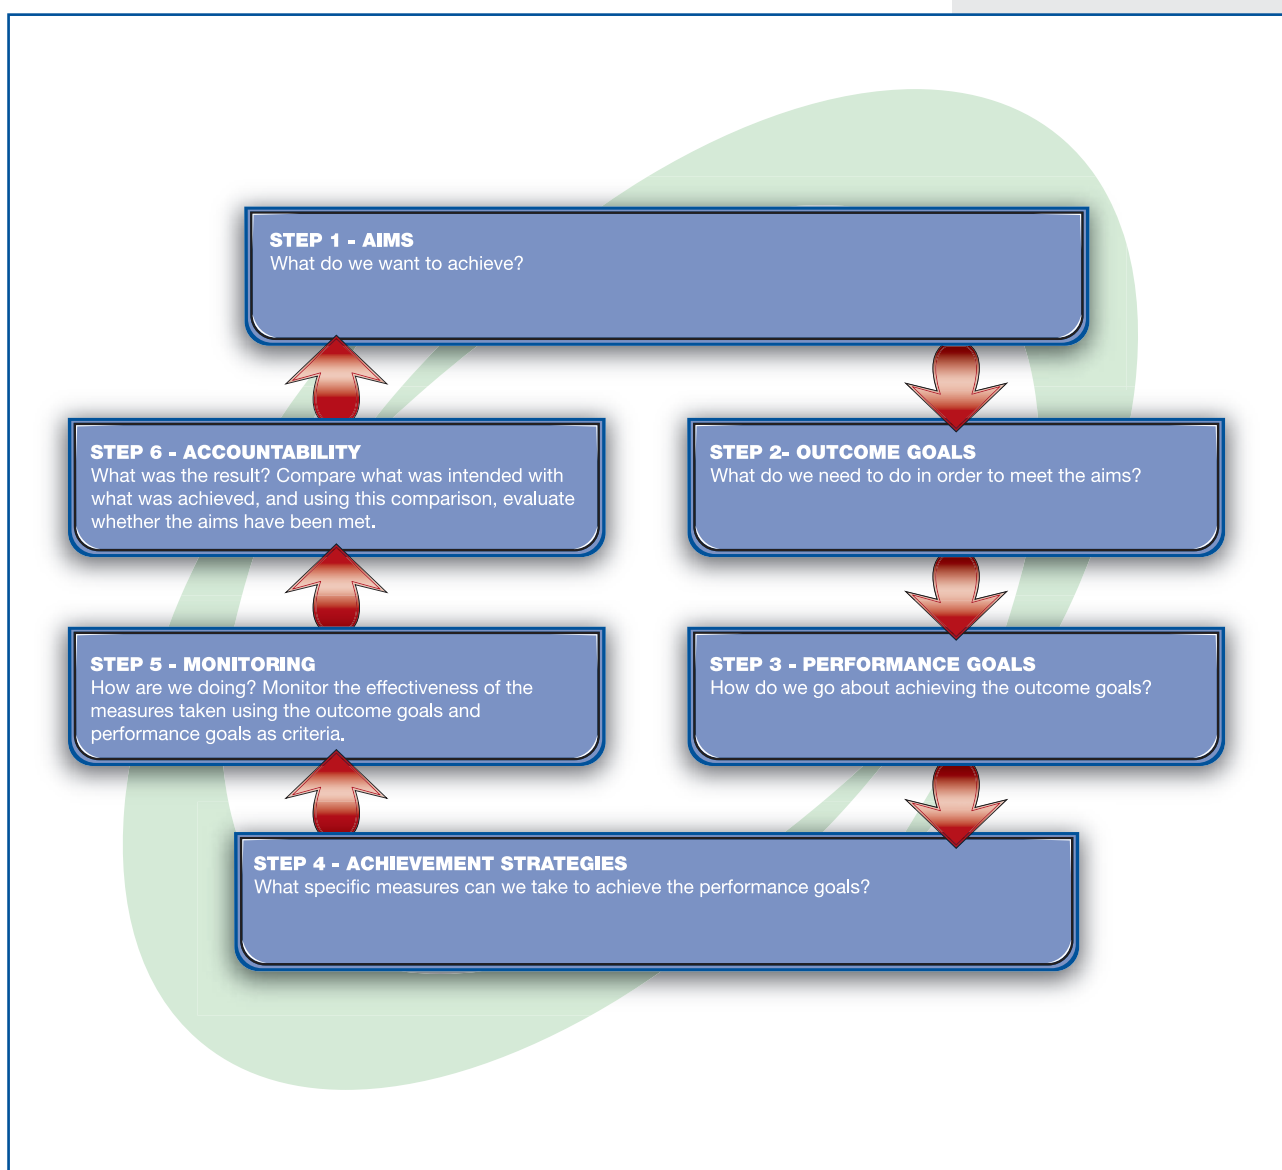 STEP 1 - AIMS
What do we want to achieve?
STEP 2- OUTCOME GOALS
What do we need to do in order to meet the aims?
STEP 3 - PERFORMANCE GOALS
How do we go about achieving the outcome goals?
STEP 4 - ACHIEVEMENT STRATEGIES
What specific measures can we take to achieve the performance goals?
STEP 5 - MONITORING
How are we doing? Monitor the effectiveness of the
measures taken using the outcome goals and
performance goals as criteria.
STEP 6 - ACCOUNTABILITY
What was the result? Compare what was intended with
what was achieved, and using this comparison, evaluate
whether the aims have been met.